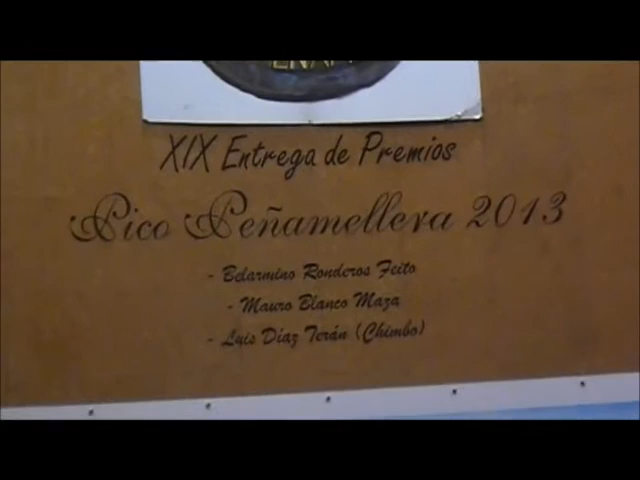 XIX Entrega de Premios
Pico Peñamellera 2013
- Belarmino Ronderos Feito
- Mauro Blanco Maza
- Luis Díaz Terán (Chimbo)